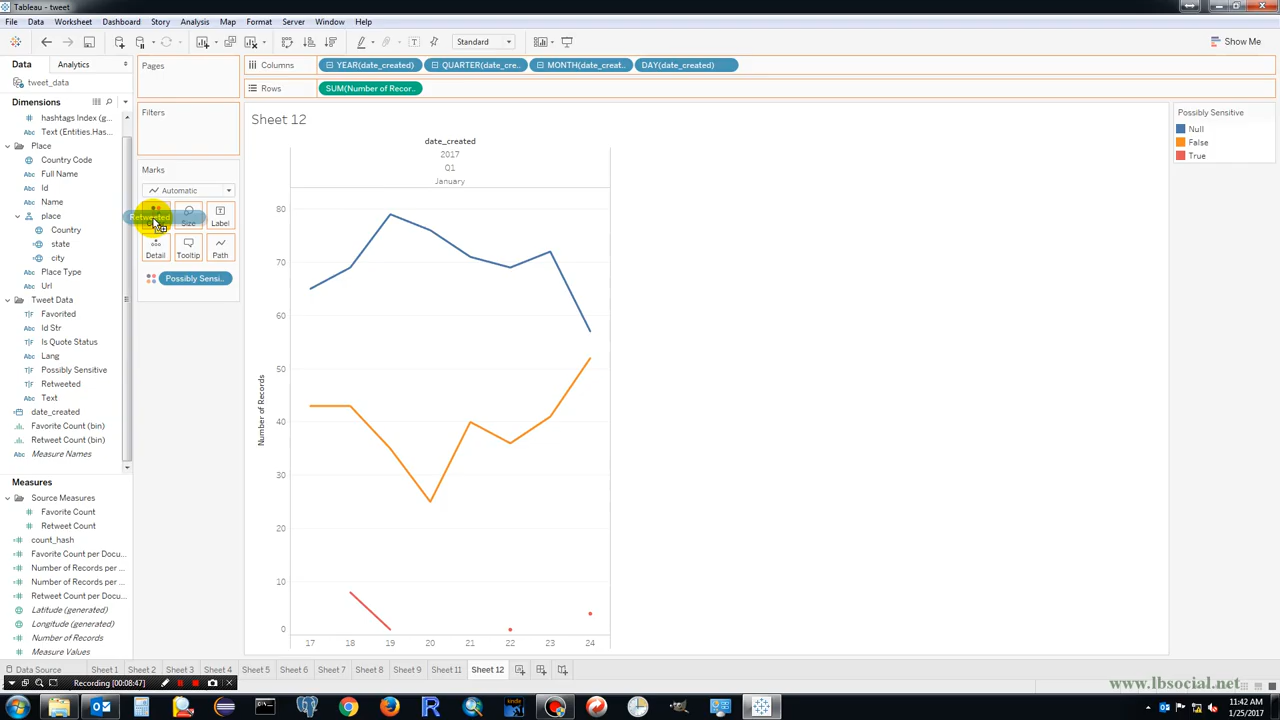 Tableau - tweet
File Data Worksheet Dashboard Story Analysis Map Format Server Window Help
Standard
Show Me
Data Analytics
tweet_data
Dimensions
hashtags Index (g...
Text (Entities.Has...
Place
Country Code
Full Name
Id
Name
place
Country
state
city
Place Type
Url
Tweet Data
Favorited
Id Str
Is Quote Status
Lang
Possibly Sensitive
Retweeted
Text
date_created
Favorite Count (bin)
Retweet Count (bin)
Measure Names
Measures
Source Measures
Favorite Count
Retweet Count
count_hash
Favorite Count per Docu...
Number of Records per ...
Number of Records per ...
Retweet Count per Docu...
Latitude (generated)
Longitude (generated)
Number of Records
Measure Values
Pages
Filters
Marks
Automatic
Retweeted
Size Label
Detail Tooltip Path
Possibly Sensi..
Columns YEAR(date_created) QUARTER(date_cre.. MONTH(date_creat.. DAY(date_created)
Rows SUM(Number of Recor..
Sheet 12
date_created
2017
Q1
January
Number of Records
80
70
60
50
40
30
20
10
0
17 18 19 20 21 22 23 24
Possibly Sensitive
Null
False
True
Data Source Sheet 1 Sheet 2 Sheet 3 Sheet 4 Sheet 5 Sheet 6 Sheet 7 Sheet 8 Sheet 9 Sheet 10 Sheet 11 Sheet 12
Recording [00:08:47]
www.lbsocial.net
11:42 AM
1/25/2017